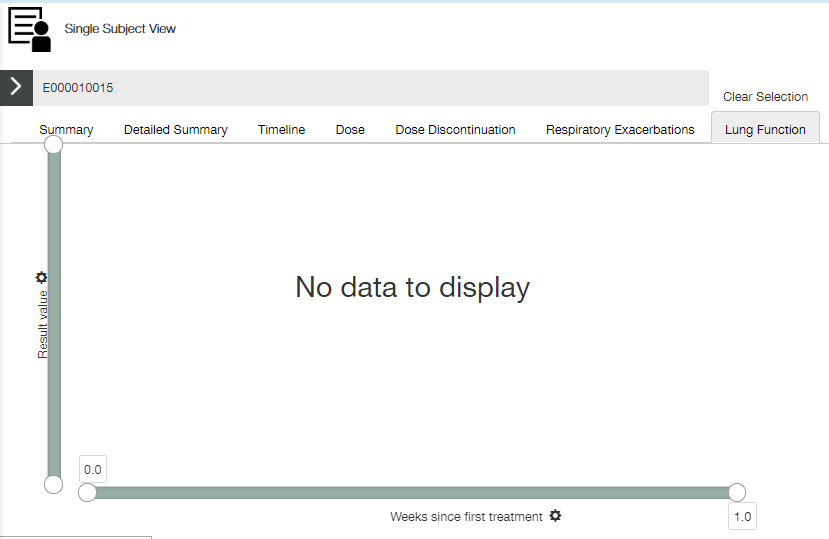 Single Subject View
E000010015
Clear Selection
Summary Detailed Summary Timeline Dose Dose Discontinuation Respiratory Exacerbations Lung Function
No data to display
Result value
0.0
Weeks since first treatment
1.0